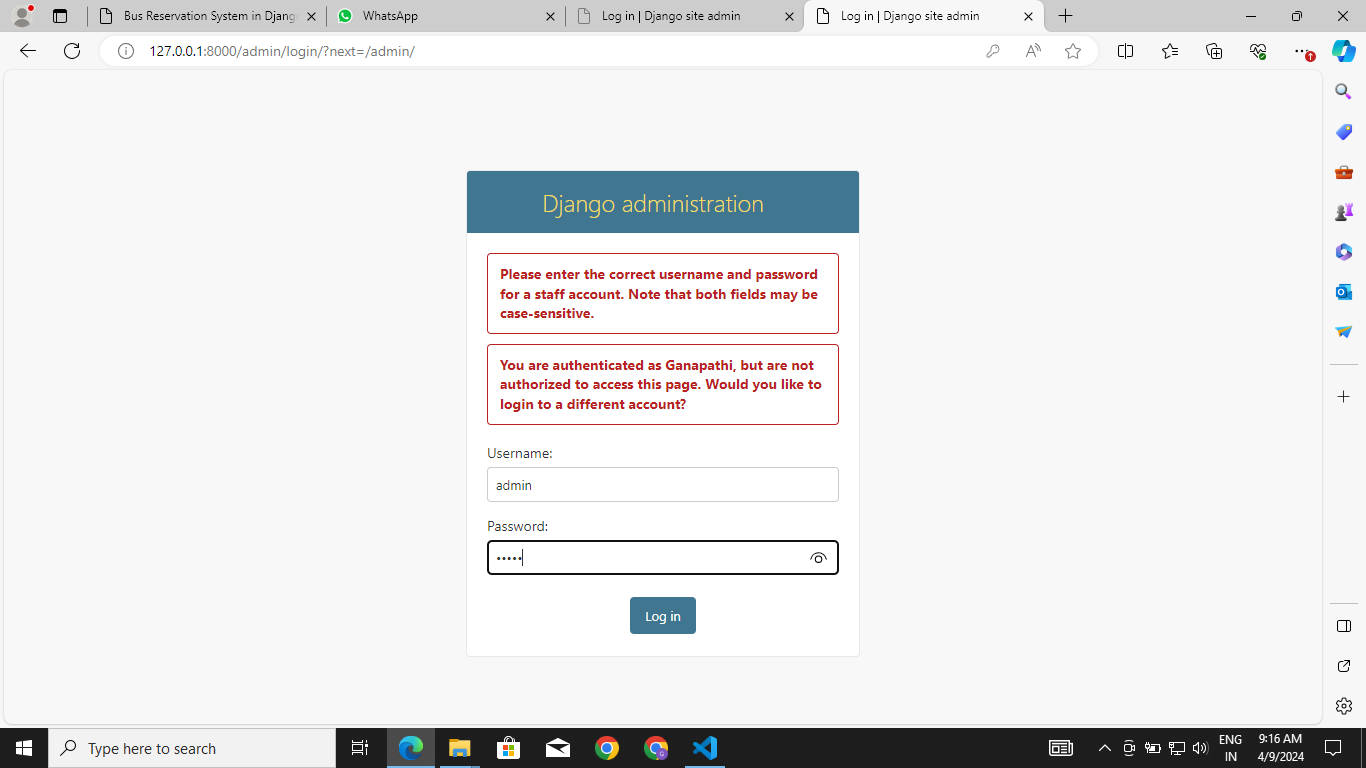 Bus Reservation System in Djang
WhatsApp
Log in | Django site admin
Log in | Django site admin
127.0.0.1:8000/admin/login/?next=/admin/
Django administration
Please enter the correct username and password
for a staff account. Note that both fields may be
case-sensitive.
You are authenticated as Ganapathi, but are not
authorized to access this page. Would you like to
login to a different account?
Username:
admin
Password:
•••••
Log in
Type here to search
ENG
IN
9:16 AM
4/9/2024